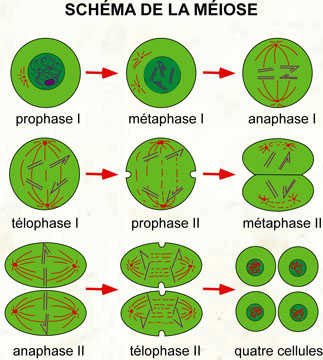 SCHÉMA DE LA MÉIOSE
prophase I
métaphase I
anaphase I
télophase I
prophase II
métaphase II
anaphase II
télophase II
quatre cellules